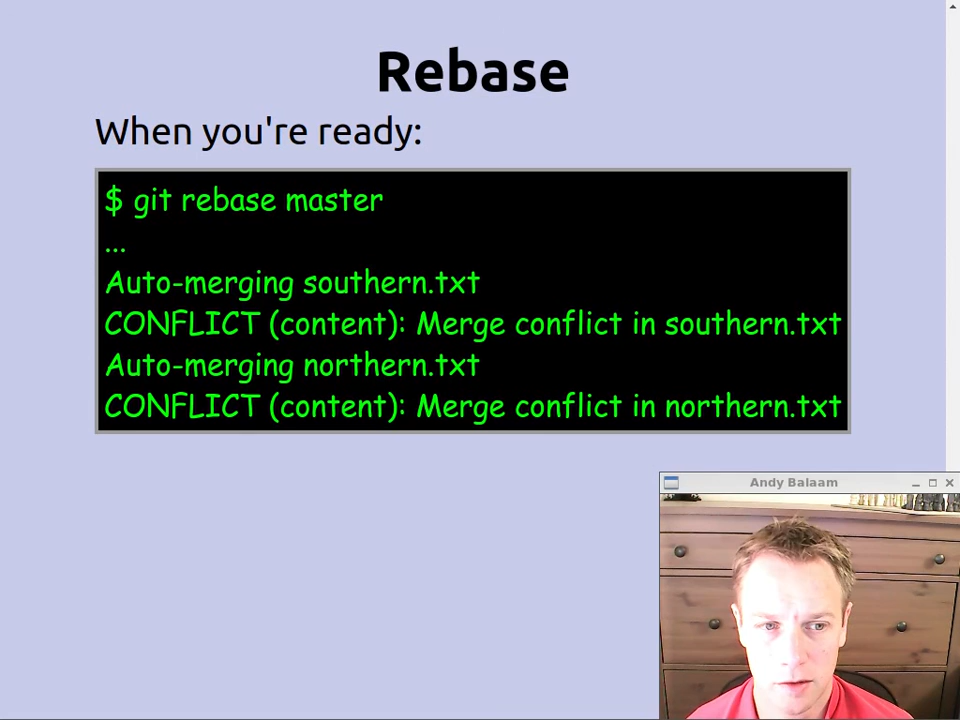 Rebase
When you're ready:
$ git rebase master
...
Auto-merging southern.txt
CONFLICT (content): Merge conflict in southern.txt
Auto-merging northern.txt
CONFLICT (content): Merge conflict in northern.txt
Andy Balaam